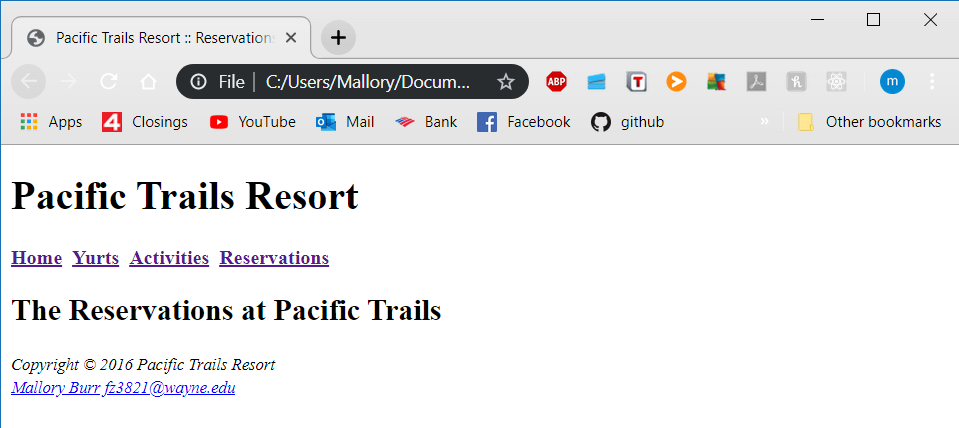 Pacific Trails Resort :: Reservations
File | C:/Users/Mallory/Docum...
ABP T m
Apps 4 Closings YouTube Mail Bank Facebook github » Other bookmarks
Pacific Trails Resort
Home Yurts Activities Reservations
The Reservations at Pacific Trails
Copyright © 2016 Pacific Trails Resort
Mallory Burr fz3821@wayne.edu